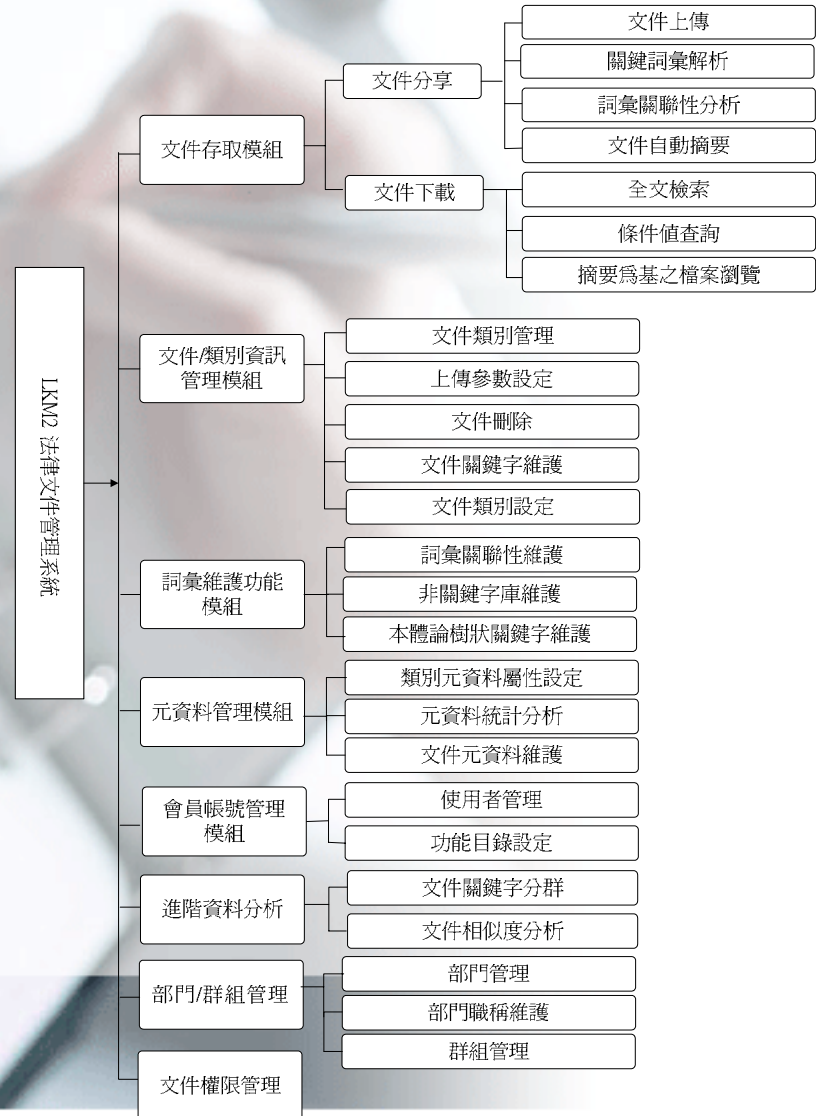 LKM2 法律文件管理系統
文件存取模組
文件分享
文件上傳
關鍵詞彙解析
詞彙關聯性分析
文件自動摘要
文件下載
全文檢索
條件值查詢
摘要為基之檔案瀏覽
文件/類別資訊
管理模組
文件類別管理
上傳參數設定
文件刪除
文件關鍵字維護
文件類別設定
詞彙維護功能
模組
詞彙關聯性維護
非關鍵字庫維護
本體論樹狀關鍵字維護
元資料管理模組
類別元資料屬性設定
元資料統計分析
文件元資料維護
會員帳號管理
模組
使用者管理
功能目錄設定
進階資料分析
文件關鍵字分群
文件相似度分析
部門/群組管理
部門管理
部門職稱維護
群組管理
文件權限管理